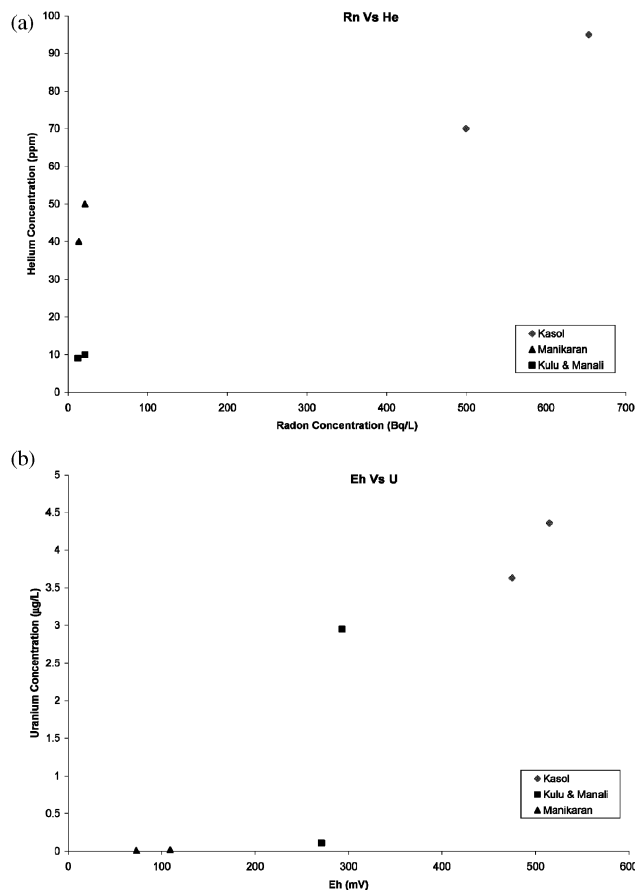 (a)
Rn Vs He
100
90
80
70
60
50
40
30
20
10
0
Helium Concentration (ppm)
0 100 200 300 400 500 600 700
Radon Concentration (Bq/L)
Kasol
Manikaran
Kulu & Manali
(b)
Eh Vs U
5
4.5
4
3.5
3
2.5
2
1.5
1
0.5
0
Uranium Concentration (µg/L)
0 100 200 300 400 500 600
Eh (mV)
Kasol
Kulu & Manali
Manikaran